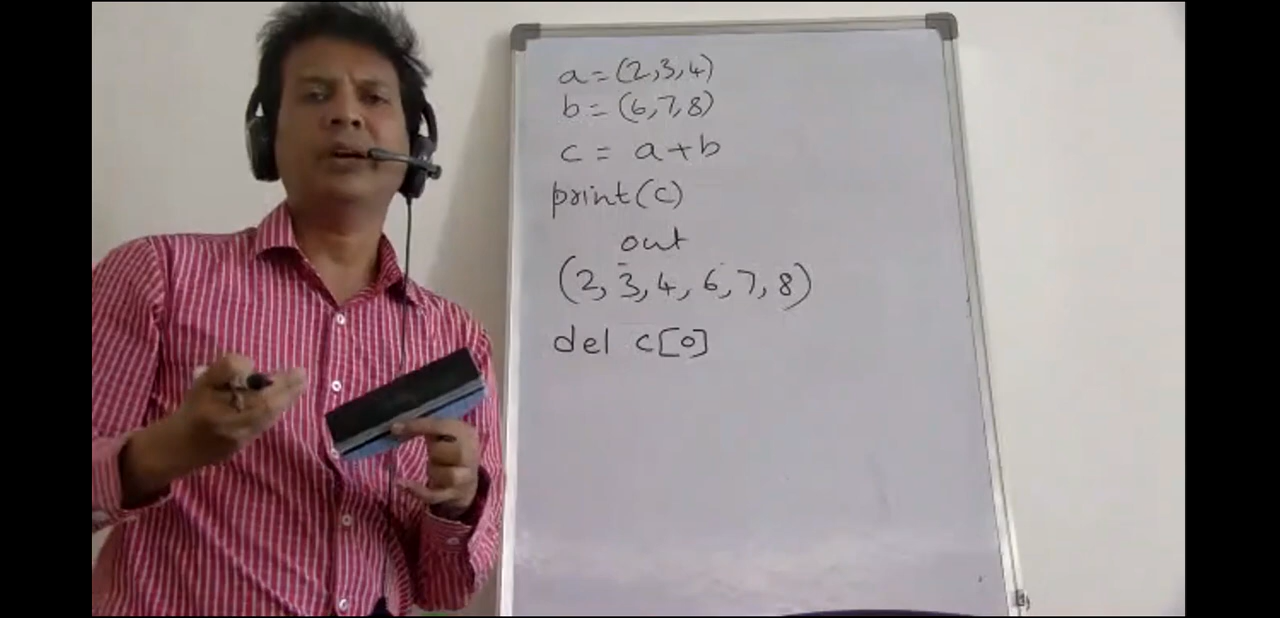 a = (2,3,4)
b = (6,7,8)
c = a+b
print(c)
out
(2, 3, 4, 6, 7, 8)
del c[0]